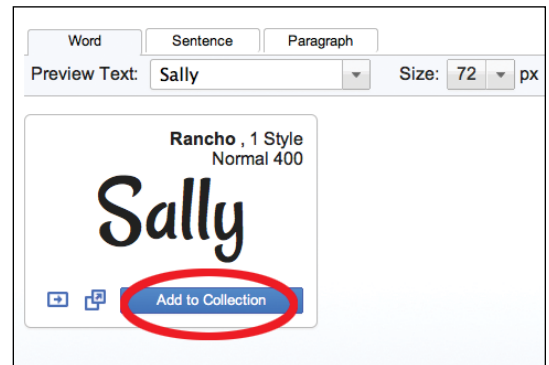 Word Sentence Paragraph
Preview Text: Sally Size: 72 px
Rancho , 1 Style
Normal 400
Sally
Add to Collection